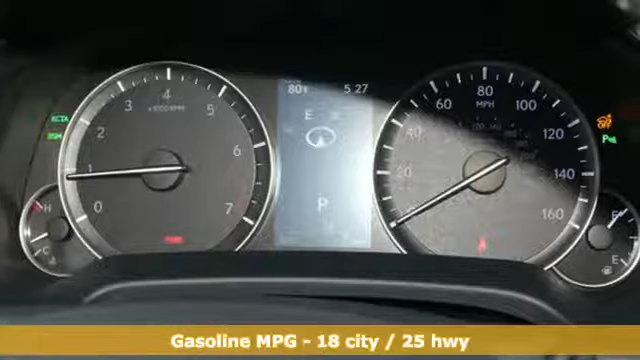 80°F 5:27
E
P
4
3 5
x1000 RPM
2
6
1
0 7
RCTA
BSM
H
C
80
60 100
MPH
40 120
20 140
160
F
E
Gasoline MPG - 18 city / 25 hwy